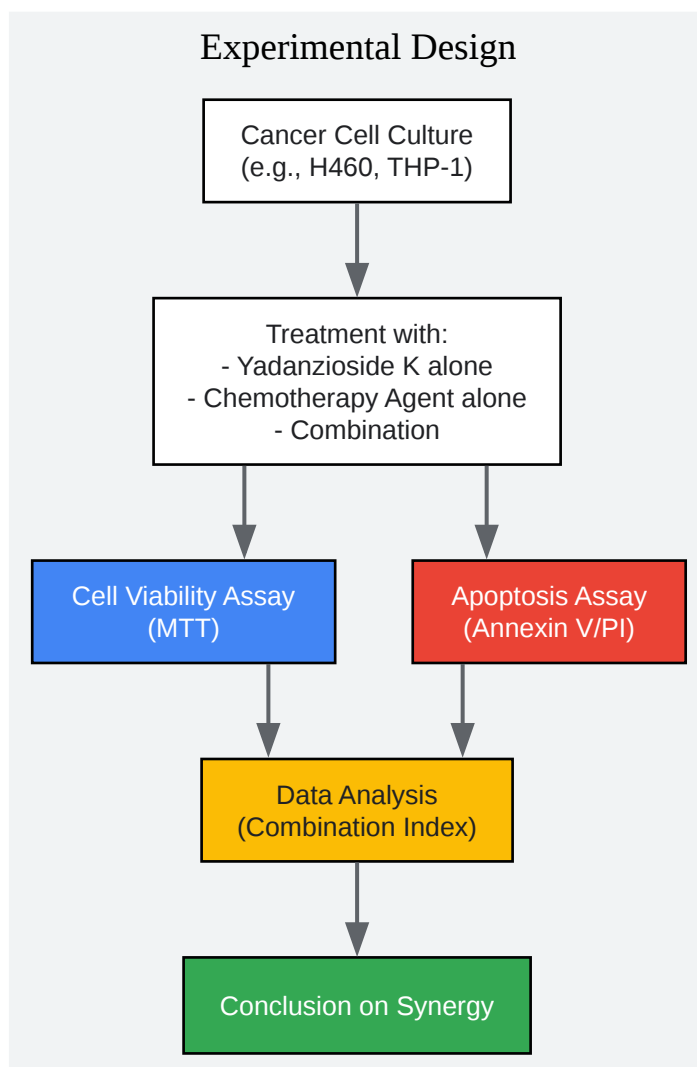 Experimental Design
Cancer Cell Culture
(e.g., H460, THP-1)
Treatment with:
- Yadanzioside K alone
- Chemotherapy Agent alone
- Combination
Cell Viability Assay
(MTT)
Apoptosis Assay
(Annexin V/PI)
Data Analysis
(Combination Index)
Conclusion on Synergy